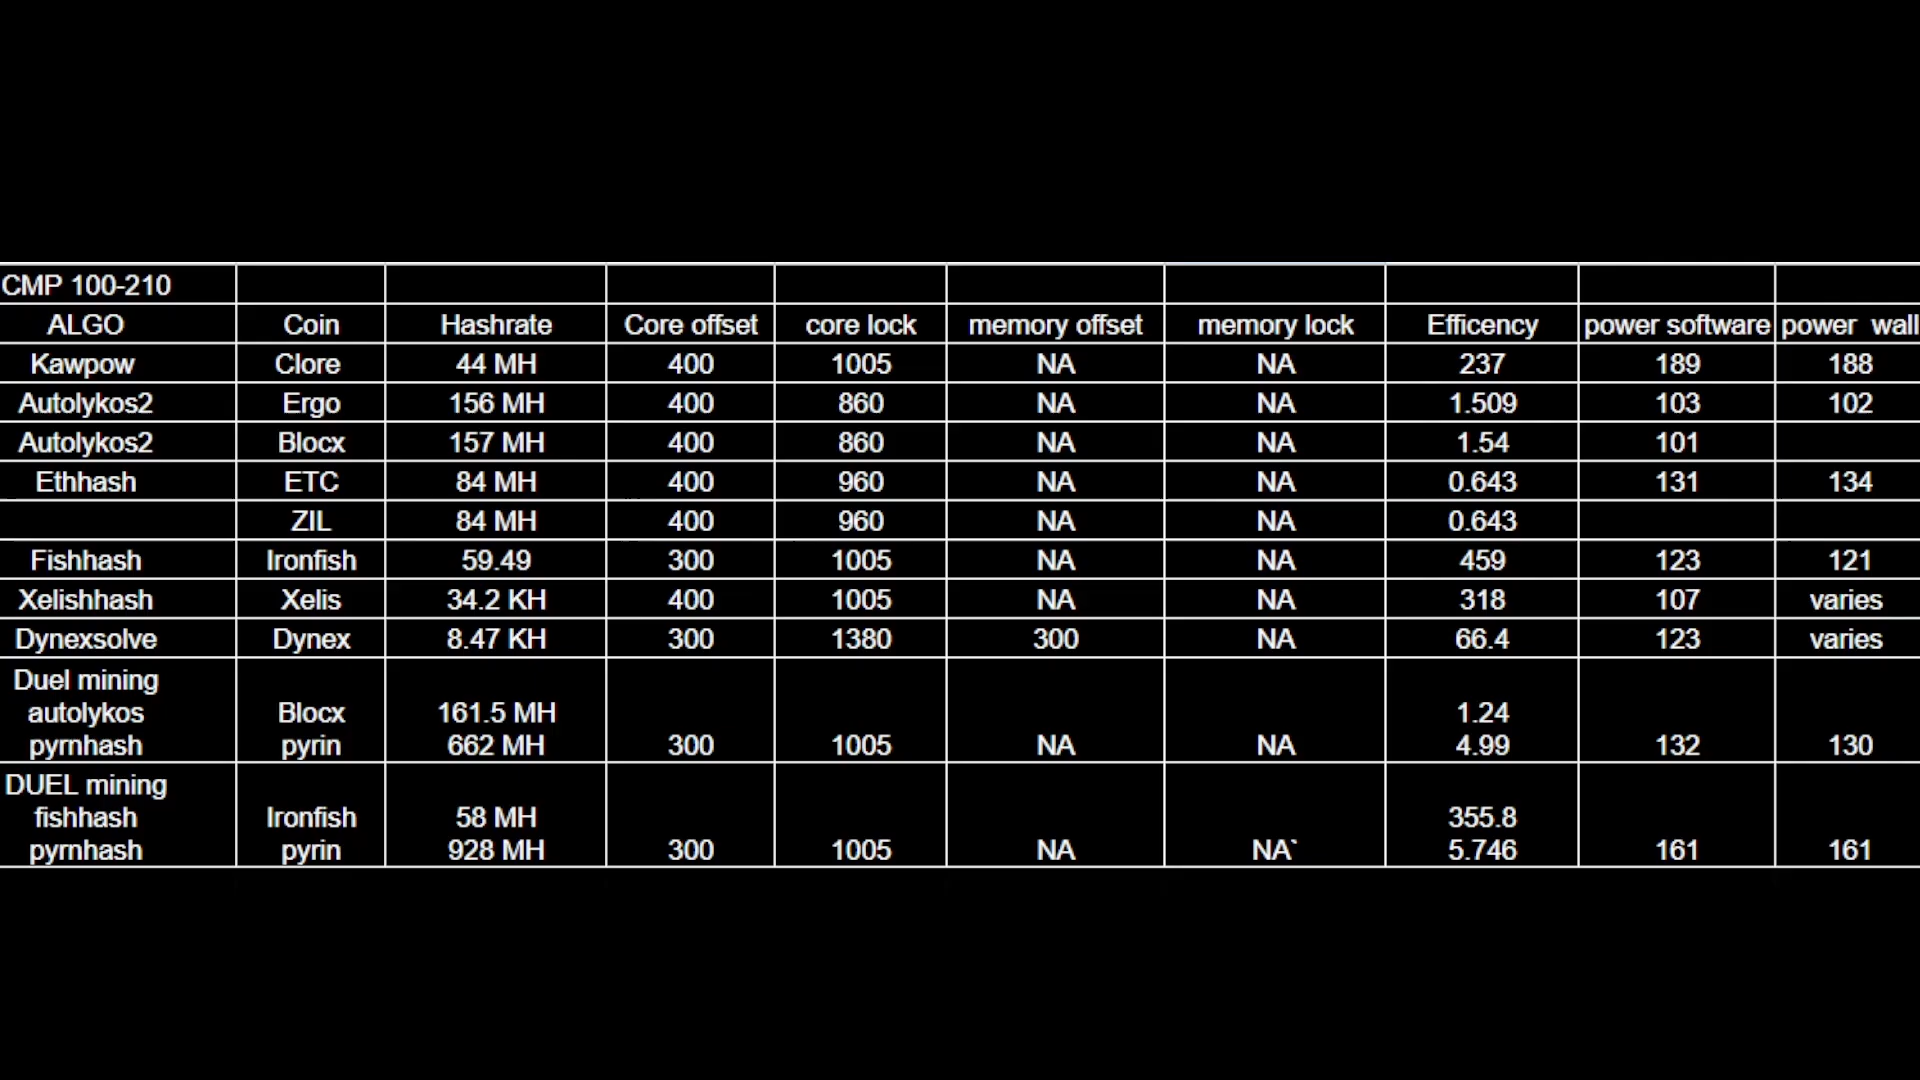 CMP 100-210
ALGO Coin Hashrate Core offset core lock memory offset memory lock Efficency power software power wall
Kawpow Clore 44 MH 400 1005 NA NA 237 189 188
Autolykos2 Ergo 156 MH 400 860 NA NA 1.509 103 102
Autolykos2 Blocx 157 MH 400 860 NA NA 1.54 101
Ethhash ETC 84 MH 400 960 NA NA 0.643 131 134
ZIL 84 MH 400 960 NA NA 0.643
Fishhash Ironfish 59.49 300 1005 NA NA 459 123 121
Xelishhash Xelis 34.2 KH 400 1005 NA NA 318 107 varies
Dynexsolve Dynex 8.47 KH 300 1380 300 NA 66.4 123 varies
Duel mining
autolykos Blocx 161.5 MH 1.24
pyrnhash pyrin 662 MH 300 1005 NA NA 4.99 132 130
DUEL mining
fishhash Ironfish 58 MH 355.8
pyrnhash pyrin 928 MH 300 1005 NA NA` 5.746 161 161